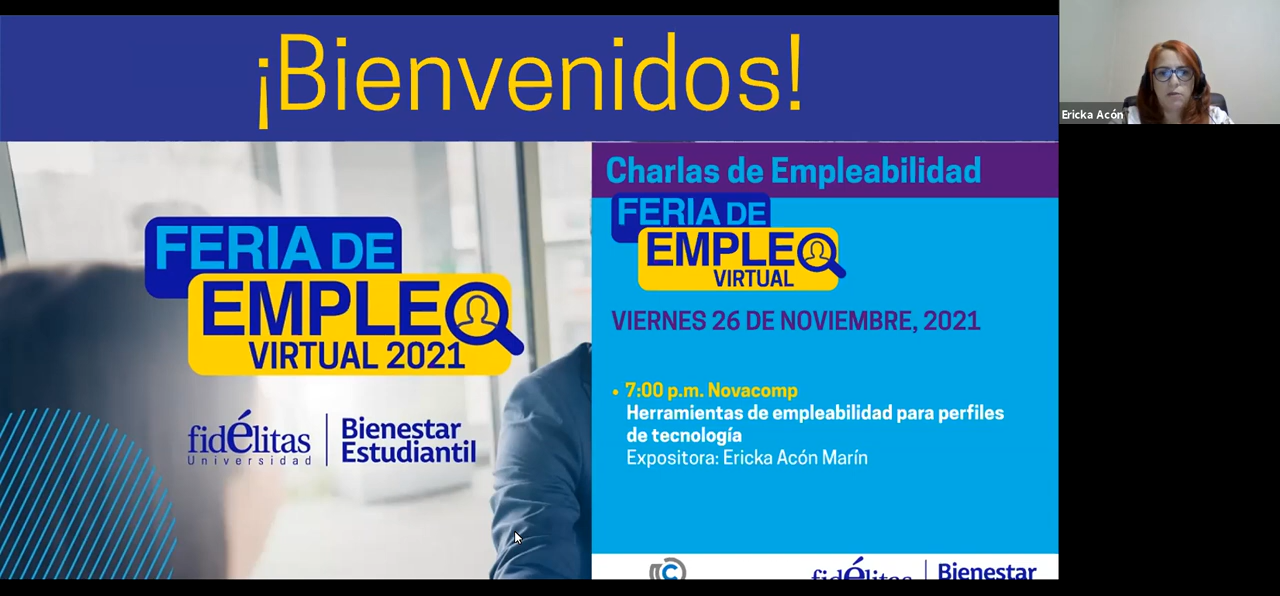 ¡Bienvenidos!
Ericka Acón
Charlas de Empleabilidad
FERIA DE
EMPLEO
VIRTUAL
VIERNES 26 DE NOVIEMBRE, 2021
• 7:00 p.m. Novacomp
Herramientas de empleabilidad para perfiles
de tecnología
Expositora: Ericka Acón Marín
FERIA DE
EMPLEO
VIRTUAL 2021
fidélitas
Universidad
Bienestar
Estudiantil
C
fidélitas
Bienestar